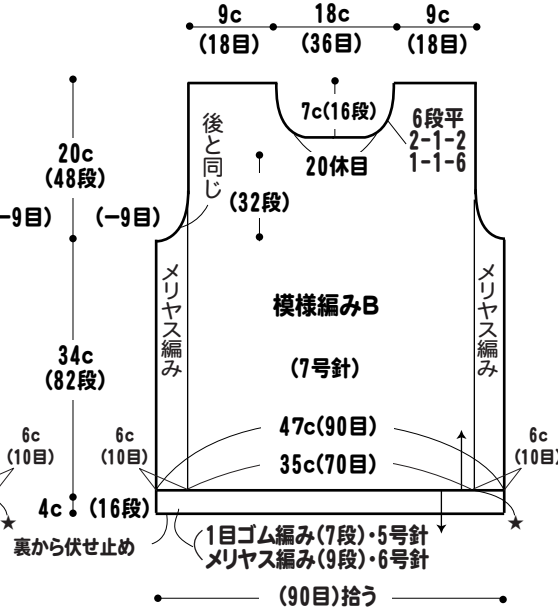 9c 18c 9c
(18目) (36目) (18目)
7c(16段)
6段平
2-1-2
1-1-6
後と同じ
20休目
20c
(48段)
(32段)
−9目) (−9目)
メリヤス編み
模様編みB
メリヤス編み
(7号針)
34c
(82段)
47c(90目)
6c 6c 6c
(10目) (10目) (10目)
35c(70目)
4c (16段)
★ ★
裏から伏せ止め
1目ゴム編み(7段)・5号針
メリヤス編み(9段)・6号針
(90目)拾う